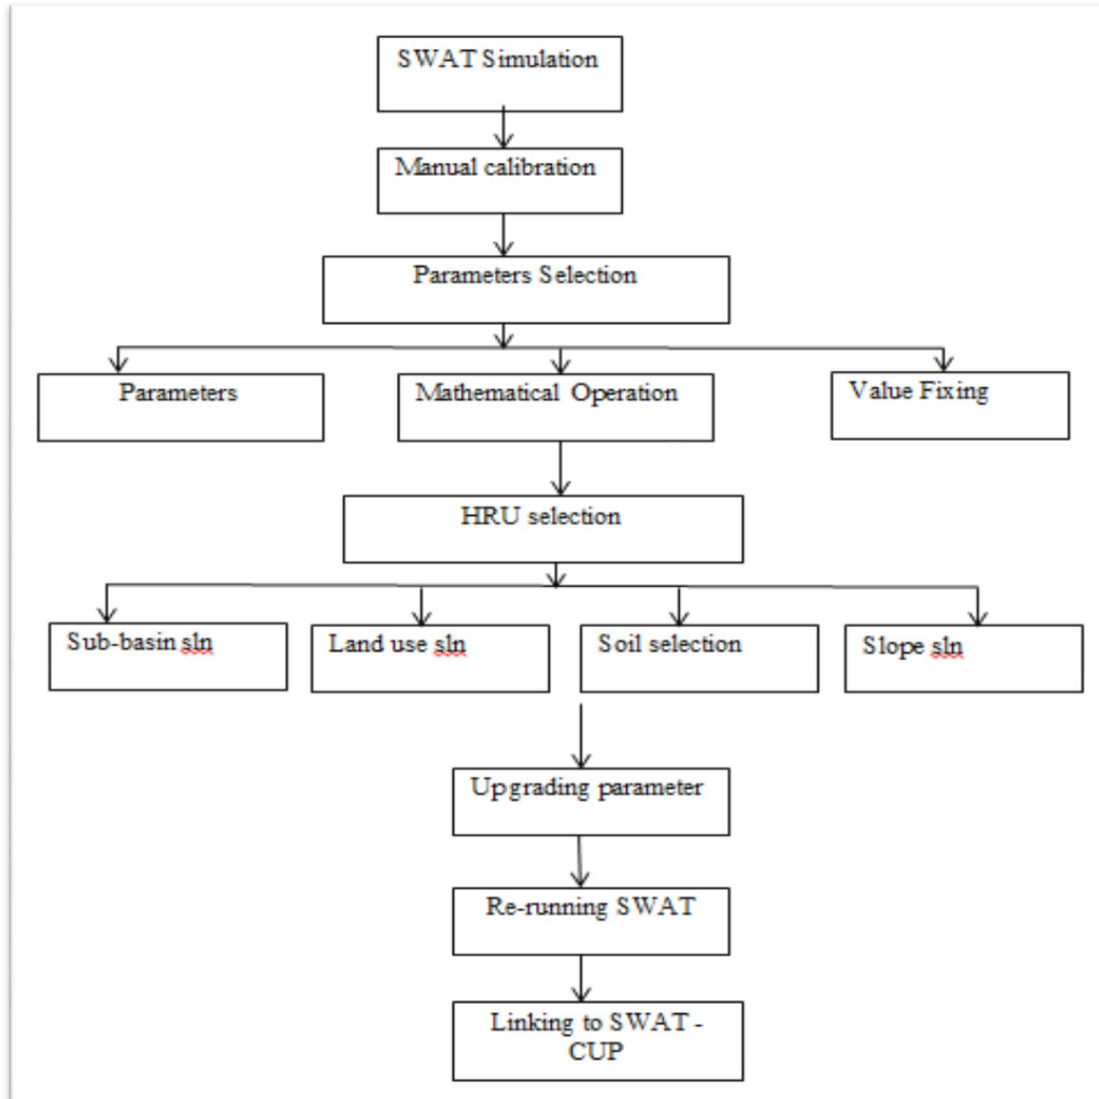 SWAT Simulation
Manual calibration
Parameters Selection
Parameters
Mathematical Operation
Value Fixing
HRU selection
Sub-basin sln
Land use sln
Soil selection
Slope sln
Upgrading parameter
Re-running SWAT
Linking to SWAT -
CUP